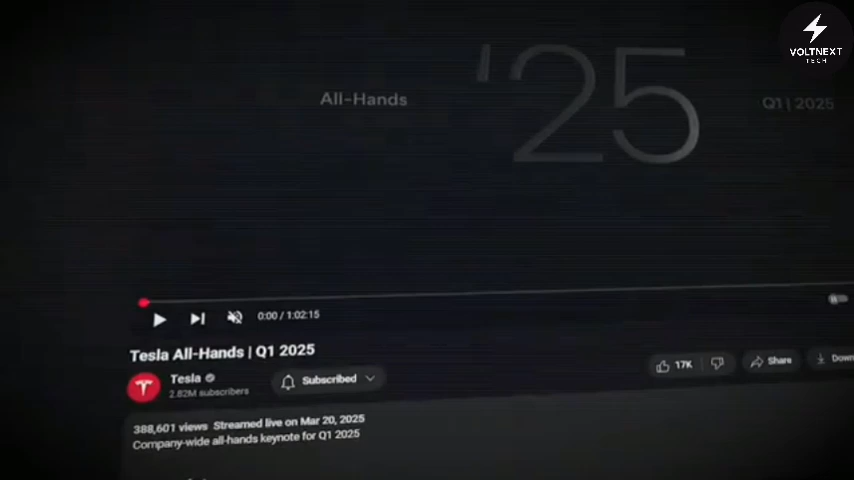 VOLTNEXT
TECH
All-Hands
'25
Q1 | 2025
0:00 / 1:02:15
Tesla All-Hands | Q1 2025
Tesla
2.82M subscribers
Subscribed
17K
Share
Down
388,601 views Streamed live on Mar 20, 2025
Company-wide all-hands keynote for Q1 2025